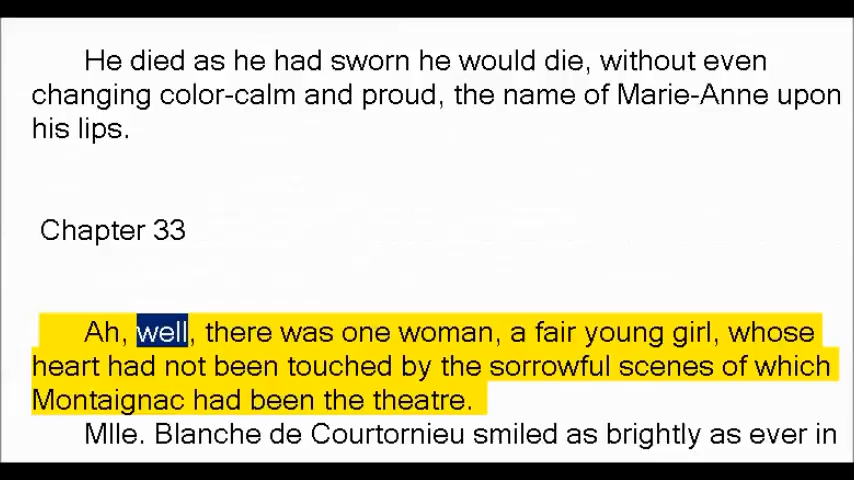 He died as he had sworn he would die, without even
changing color-calm and proud, the name of Marie-Anne upon
his lips.
Chapter 33
Ah, well, there was one woman, a fair young girl, whose
heart had not been touched by the sorrowful scenes of which
Montaignac had been the theatre.
Mlle. Blanche de Courtornieu smiled as brightly as ever in